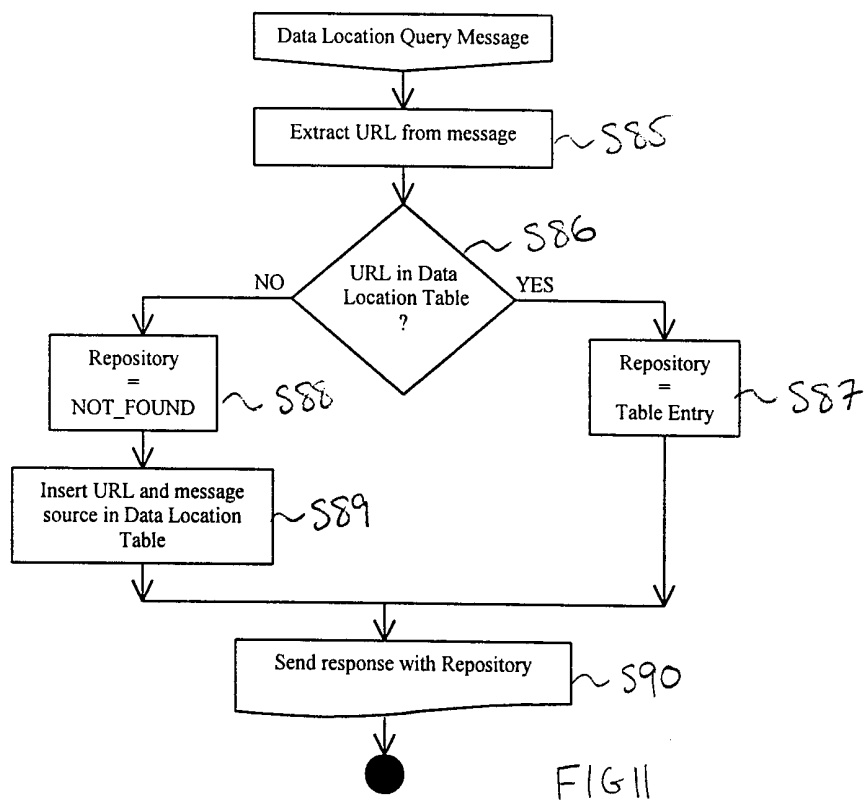 Data Location Query Message
Extract URL from message
S85
S86
URL in Data
Location Table
?
NO
YES
Repository
=
NOT_FOUND
S88
Repository
=
Table Entry
S87
Insert URL and message
source in Data Location
Table
S89
Send response with Repository
S90
FIG11